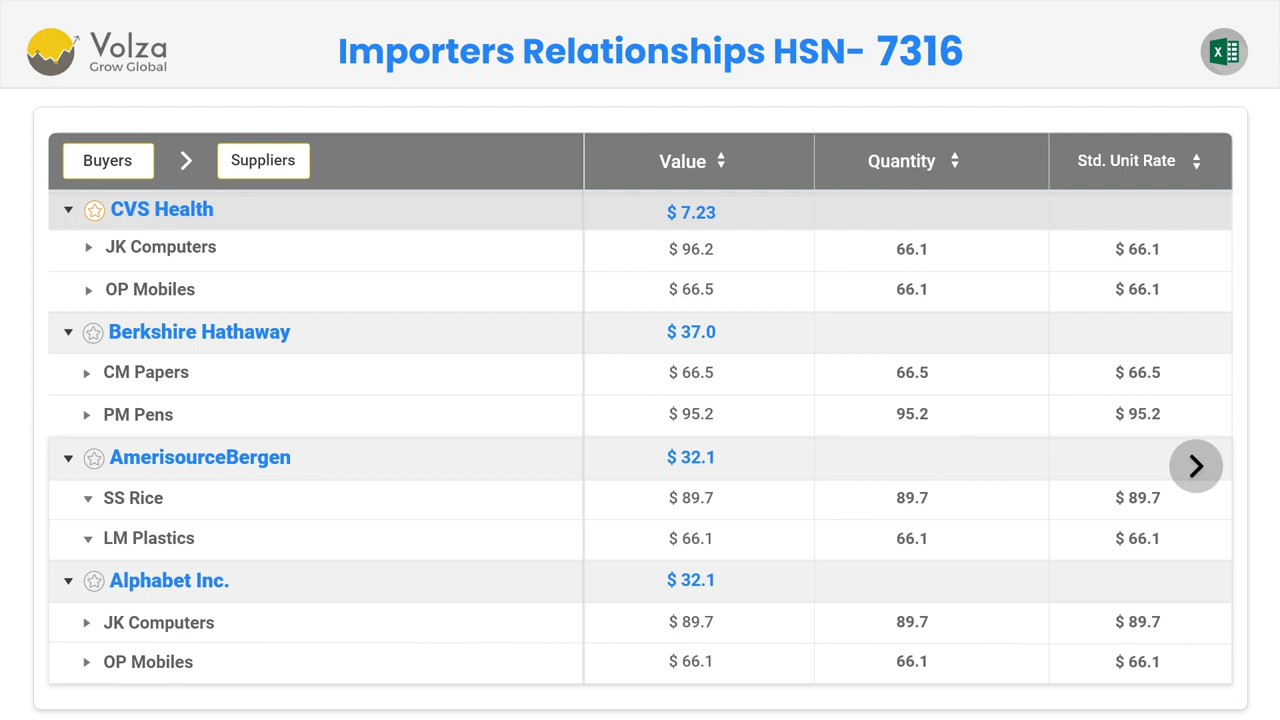 Volza
Grow Global
Importers Relationships HSN- 7316
X
Buyers Suppliers Value Quantity Std. Unit Rate
CVS Health $ 7.23
JK Computers $ 96.2 66.1 $ 66.1
OP Mobiles $ 66.5 66.1 $ 66.1
Berkshire Hathaway $ 37.0
CM Papers $ 66.5 66.5 $ 66.5
PM Pens $ 95.2 95.2 $ 95.2
AmerisourceBergen $ 32.1
SS Rice $ 89.7 89.7 $ 89.7
LM Plastics $ 66.1 66.1 $ 66.1
Alphabet Inc. $ 32.1
JK Computers $ 89.7 89.7 $ 89.7
OP Mobiles $ 66.1 66.1 $ 66.1